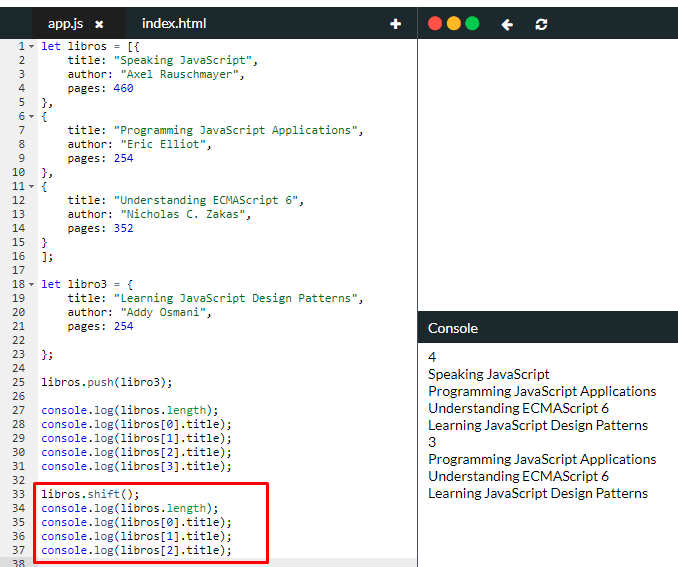 app.js ×
index.html
+
1 let libros = [{
2     title: "Speaking JavaScript",
3     author: "Axel Rauschmayer",
4     pages: 460
5 },
6 {
7     title: "Programming JavaScript Applications",
8     author: "Eric Elliot",
9     pages: 254
10 },
11 {
12     title: "Understanding ECMAScript 6",
13     author: "Nicholas C. Zakas",
14     pages: 352
15 }
16 ];
17
18 let libro3 = {
19     title: "Learning JavaScript Design Patterns",
20     author: "Addy Osmani",
21     pages: 254
22
23 };
24
25 libros.push(libro3);
26
27 console.log(libros.length);
28 console.log(libros[0].title);
29 console.log(libros[1].title);
30 console.log(libros[2].title);
31 console.log(libros[3].title);
32
33 libros.shift();
34 console.log(libros.length);
35 console.log(libros[0].title);
36 console.log(libros[1].title);
37 console.log(libros[2].title);
38
Console
4
Speaking JavaScript
Programming JavaScript Applications
Understanding ECMAScript 6
Learning JavaScript Design Patterns
3
Programming JavaScript Applications
Understanding ECMAScript 6
Learning JavaScript Design Patterns